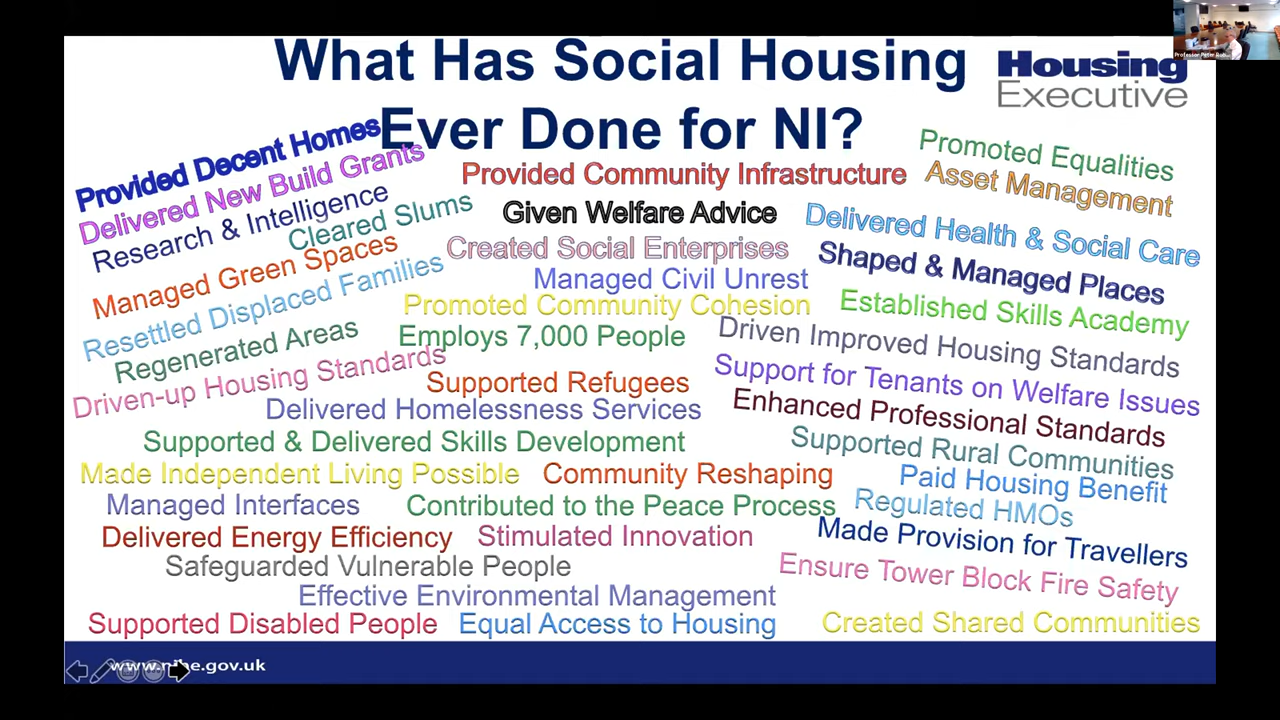 What Has Social Housing
Ever Done for NI?
Housing
Executive
Provided Decent Homes
Delivered New Build Grants
Research & Intelligence
Cleared Slums
Managed Green Spaces
Resettled Displaced Families
Regenerated Areas
Driven-up Housing Standards
Provided Community Infrastructure
Given Welfare Advice
Created Social Enterprises
Managed Civil Unrest
Promoted Community Cohesion
Employs 7,000 People
Supported Refugees
Delivered Homelessness Services
Supported & Delivered Skills Development
Made Independent Living Possible
Community Reshaping
Managed Interfaces
Contributed to the Peace Process
Delivered Energy Efficiency
Stimulated Innovation
Safeguarded Vulnerable People
Effective Environmental Management
Supported Disabled People
Equal Access to Housing
Promoted Equalities
Asset Management
Delivered Health & Social Care
Shaped & Managed Places
Established Skills Academy
Driven Improved Housing Standards
Support for Tenants on Welfare Issues
Enhanced Professional Standards
Supported Rural Communities
Paid Housing Benefit
Regulated HMOs
Made Provision for Travellers
Ensure Tower Block Fire Safety
Created Shared Communities
www.nihe.gov.uk
Professor Peter